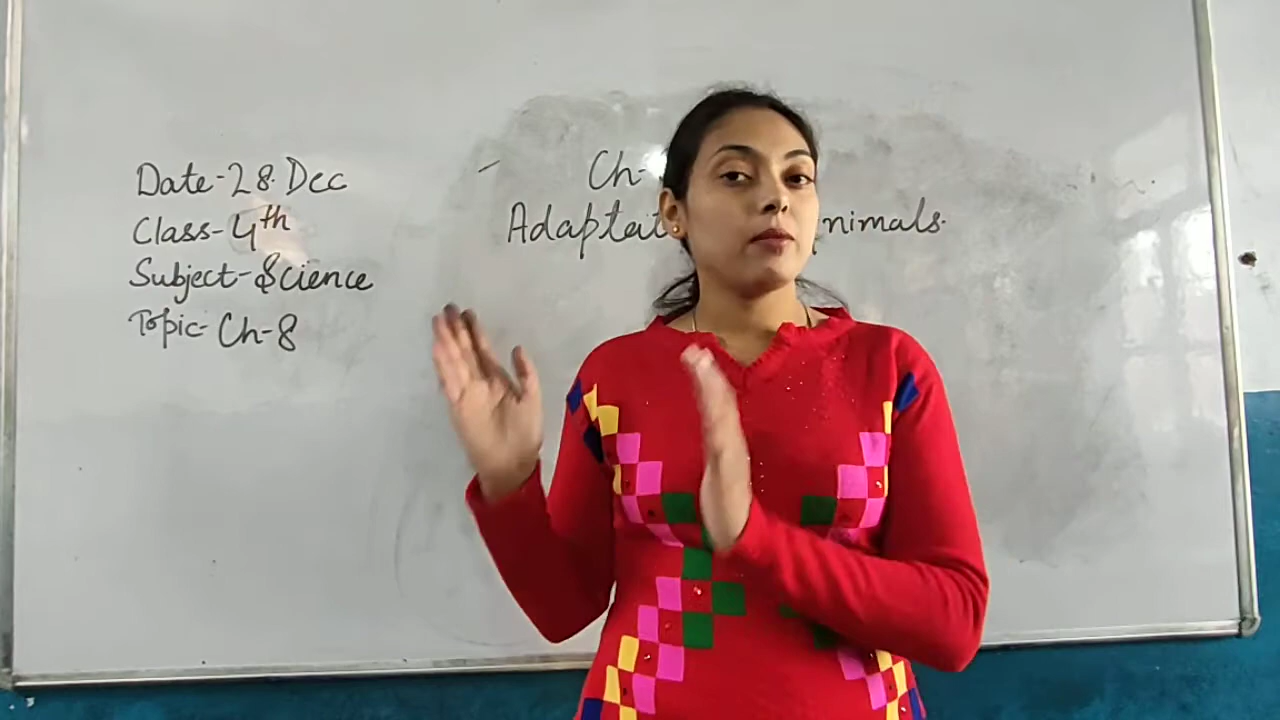 Date-28.Dec
Class-4th
Subject-Science
Topic-Ch-8
Ch-
Adaptat nimals.